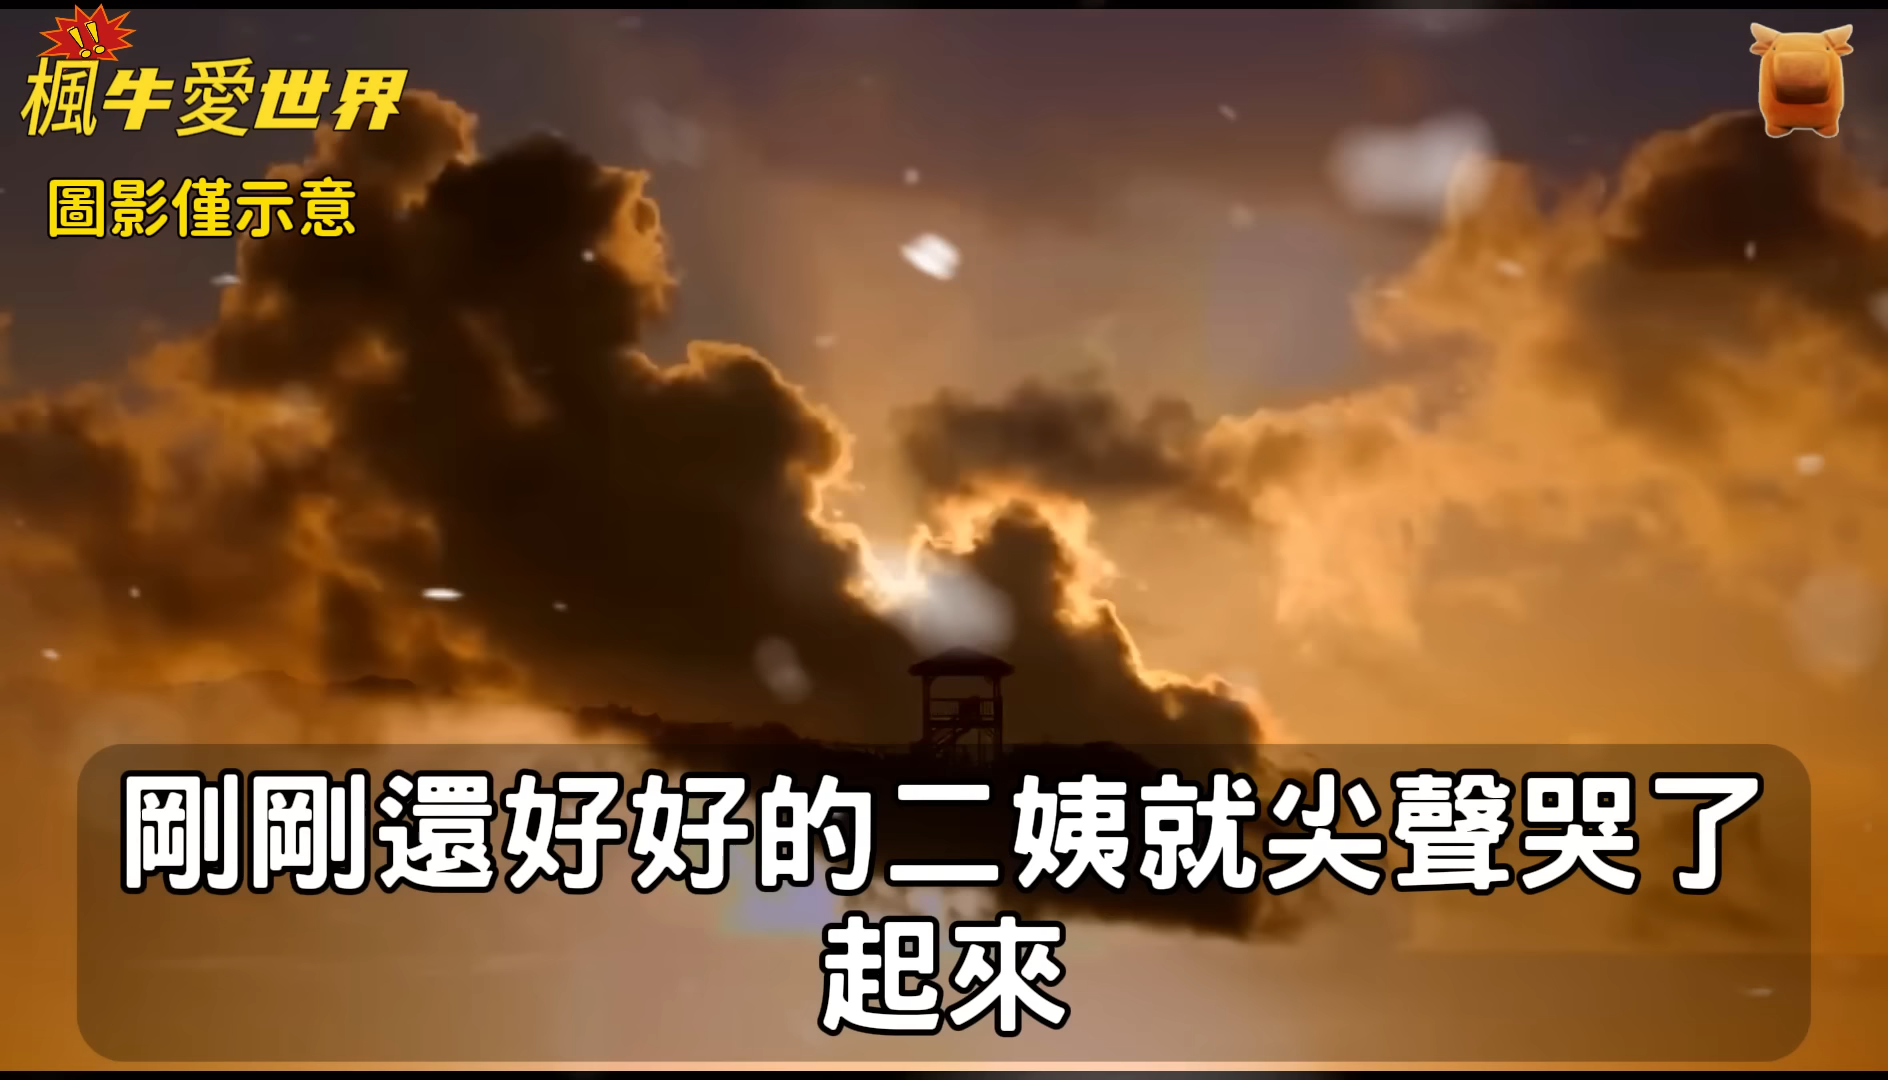 !!
楓牛愛世界
圖影僅示意
剛剛還好好的二姨就尖聲哭了
起來